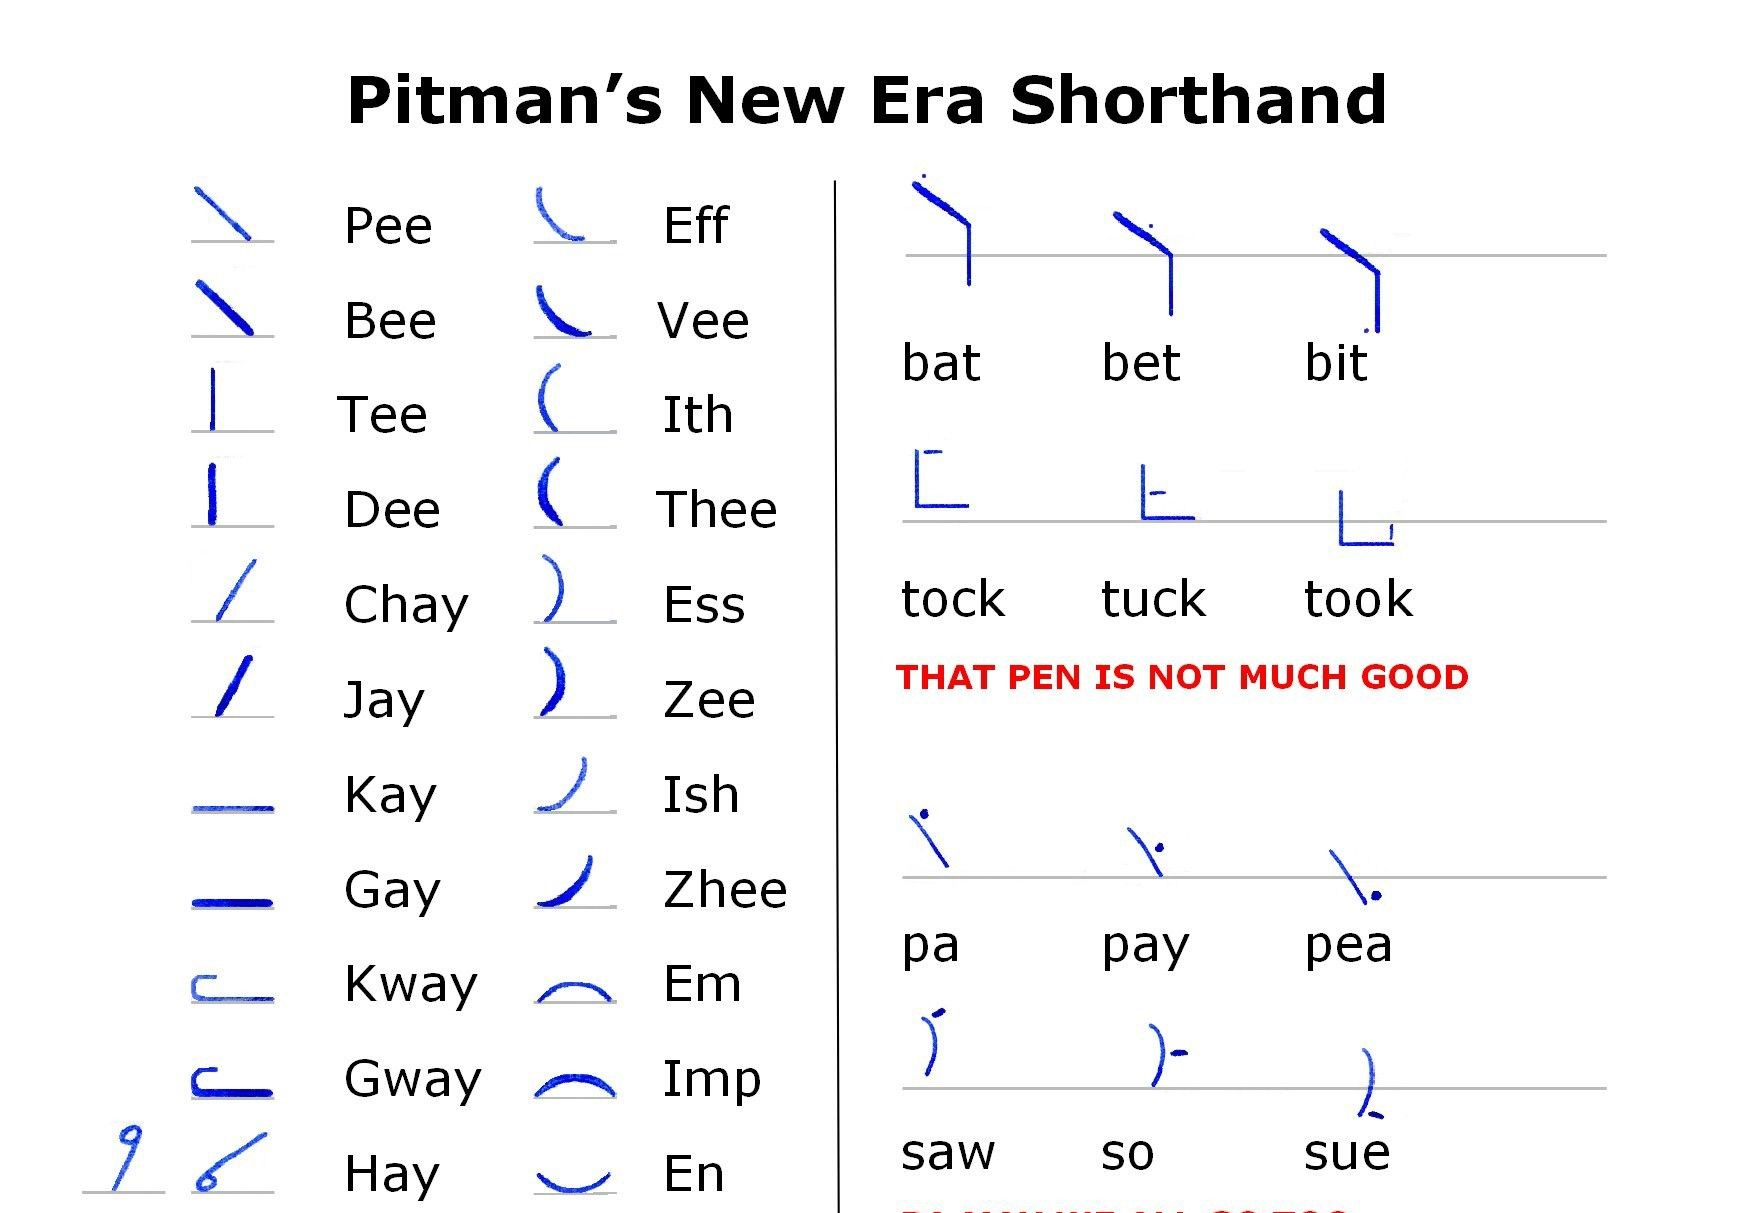 Pitman’s New Era Shorthand
Pee
Bee
Tee
Dee
Chay
Jay
Kay
Gay
Kway
Gway
Hay
Eff
Vee
Ith
Thee
Ess
Zee
Ish
Zhee
Em
Imp
En
bat bet bit
tock tuck took
THAT PEN IS NOT MUCH GOOD
pa pay pea
saw so sue